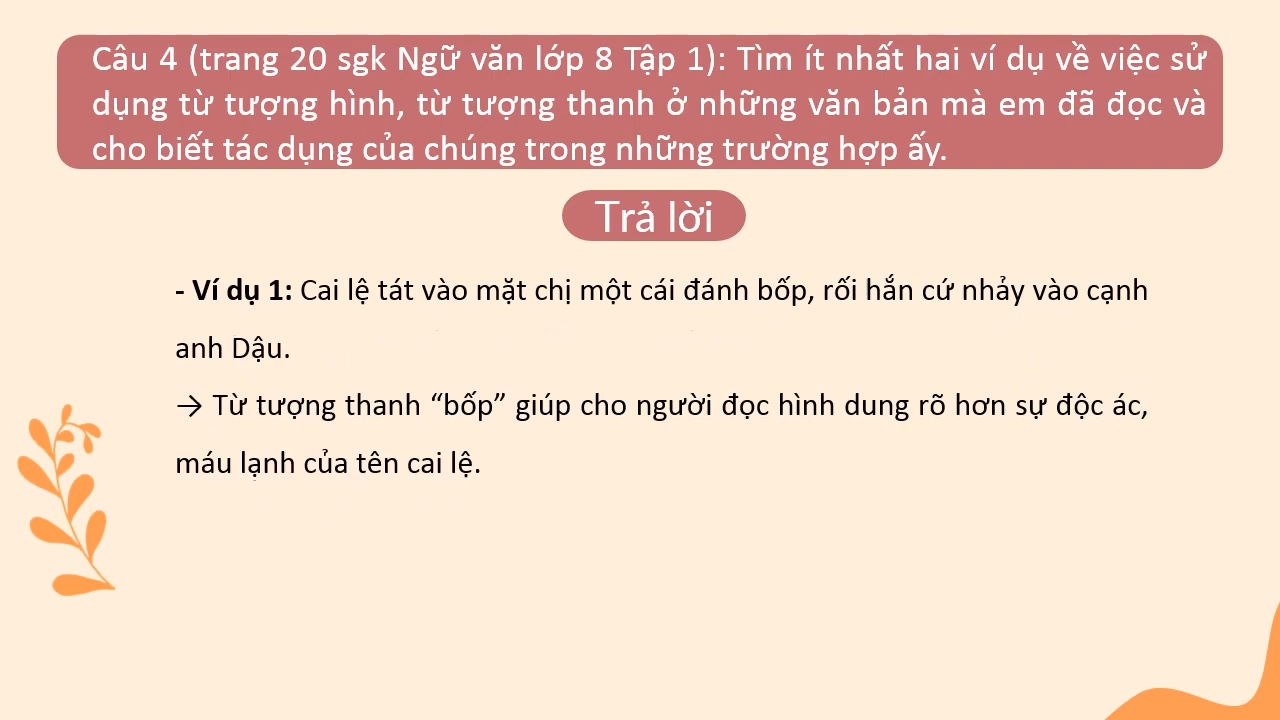 Câu 4 (trang 20 sgk Ngữ văn lớp 8 Tập 1): Tìm ít nhất hai ví dụ về việc sử
dụng từ tượng hình, từ tượng thanh ở những văn bản mà em đã đọc và
cho biết tác dụng của chúng trong những trường hợp ấy.
Trả lời
- Ví dụ 1: Cai lệ tát vào mặt chị một cái đánh bốp, rối hắn cứ nhảy vào cạnh
anh Dậu.
→ Từ tượng thanh “bốp” giúp cho người đọc hình dung rõ hơn sự độc ác,
máu lạnh của tên cai lệ.